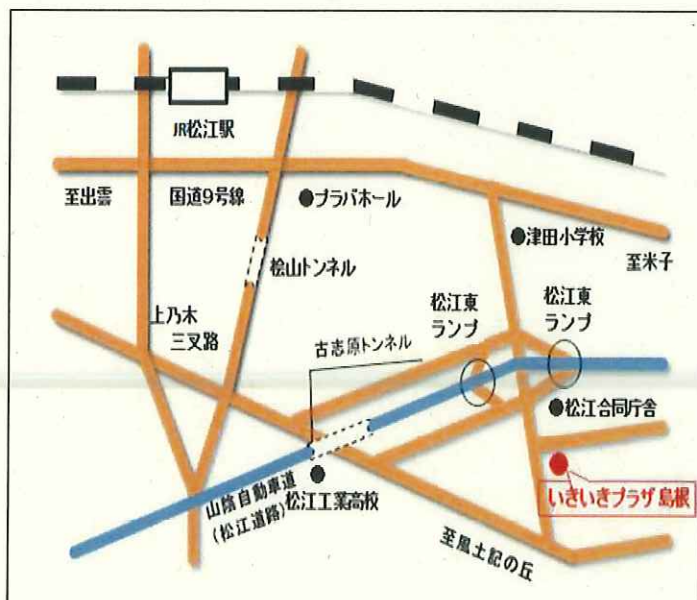 JR松江駅
至出雲
国道9号線
プラバホール
津田小学校
至米子
桧山トンネル
松江東
ランプ
松江東
ランプ
上乃木
三叉路
古志原トンネル
松江合同庁舎
いきいきプラザ島根
山陰自動車道
(松江道路)
松江工業高校
至風土記の丘